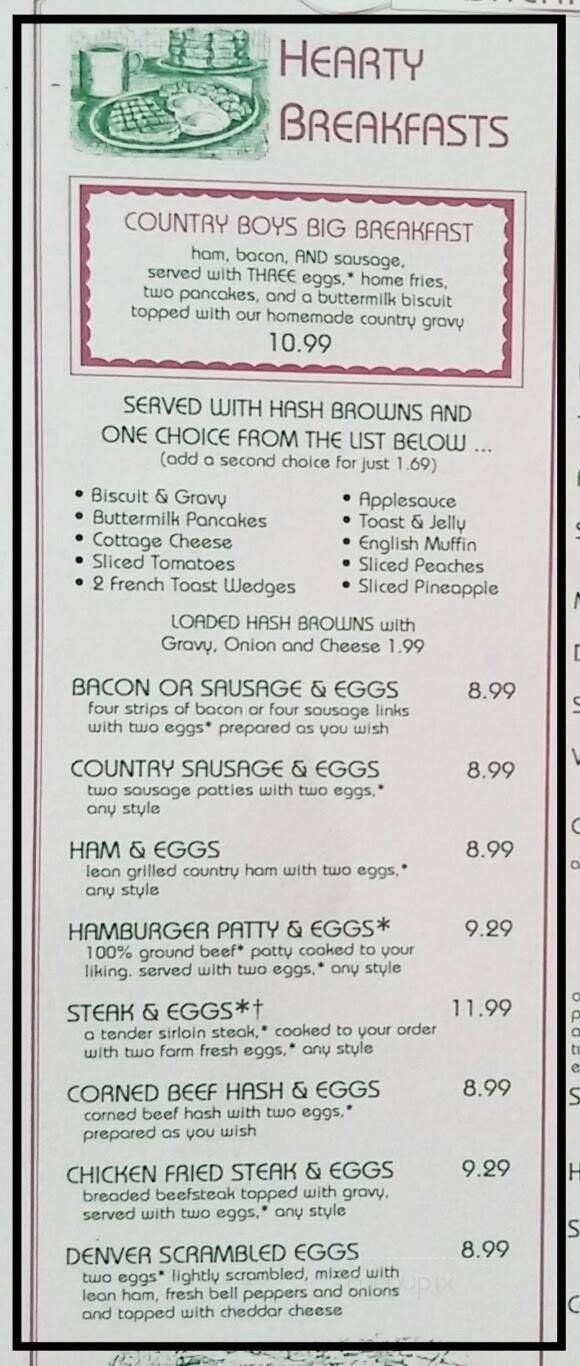 HEARTY
BREAKFASTS
COUNTRY BOYS BIG BREAKFAST
ham, bacon, AND sausage,
served with THREE eggs,* home fries,
two pancakes, and a buttermilk biscuit
topped with our homemade country gravy
10.99
SERVED WITH HASH BROWNS AND
ONE CHOICE FROM THE LIST BELOW ...
(add a second choice for just 1.69)
• Biscuit & Gravy
• Buttermilk Pancakes
• Cottage Cheese
• Sliced Tomatoes
• 2 French Toast Wedges
• Applesauce
• Toast & Jelly
• English Muffin
• Sliced Peaches
• Sliced Pineapple
LOADED HASH BROWNS with
Gravy, Onion and Cheese 1.99
BACON OR SAUSAGE & EGGS 8.99
four strips of bacon or four sausage links
with two eggs* prepared as you wish
COUNTRY SAUSAGE & EGGS 8.99
two sausage patties with two eggs,*
any style
HAM & EGGS 8.99
lean grilled country ham with two eggs,*
any style
HAMBURGER PATTY & EGGS* 9.29
100% ground beef* patty cooked to your
liking. served with two eggs,* any style
STEAK & EGGS*† 11.99
a tender sirloin steak,* cooked to your order
with two farm fresh eggs,* any style
CORNED BEEF HASH & EGGS 8.99
corned beef hash with two eggs,*
prepared as you wish
CHICKEN FRIED STEAK & EGGS 9.29
breaded beefsteak topped with gravy,
served with two eggs,* any style
DENVER SCRAMBLED EGGS 8.99
two eggs* lightly scrambled, mixed with
lean ham, fresh bell peppers and onions
and topped with cheddar cheese